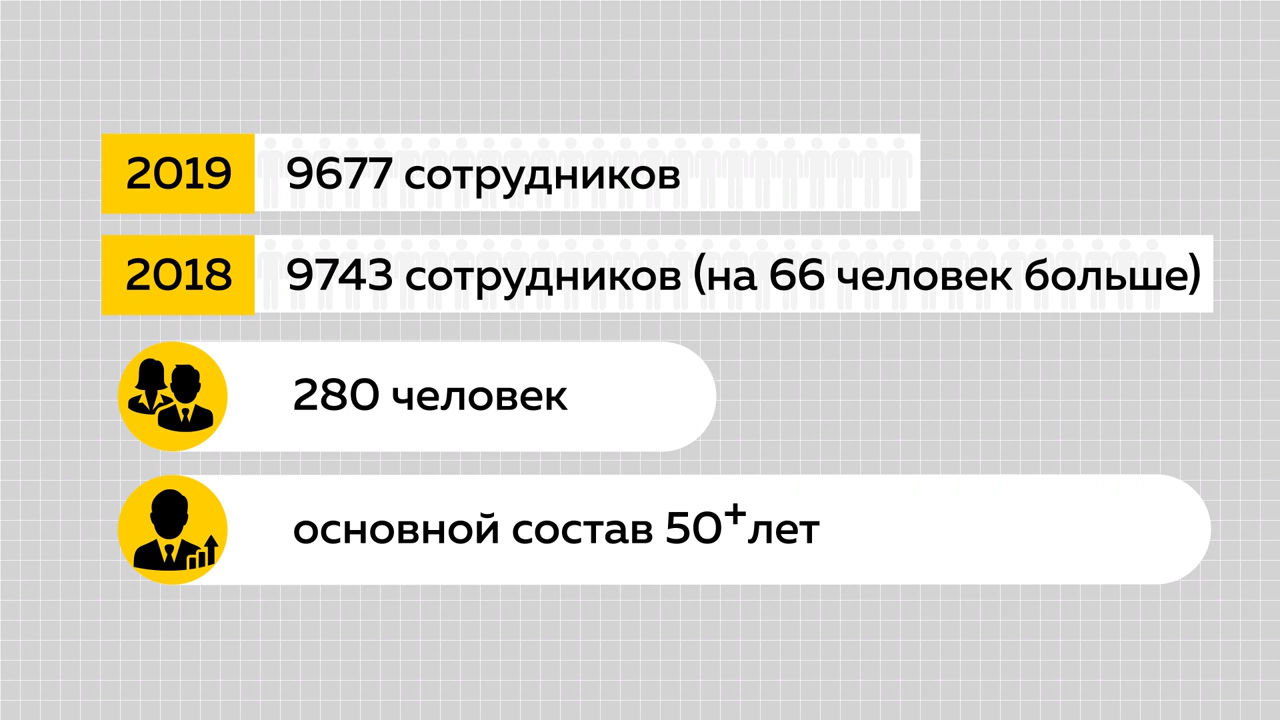 2019 9677 сотрудников
2018 9743 сотрудников (на 66 человек больше)
280 человек
основной состав 50+лет